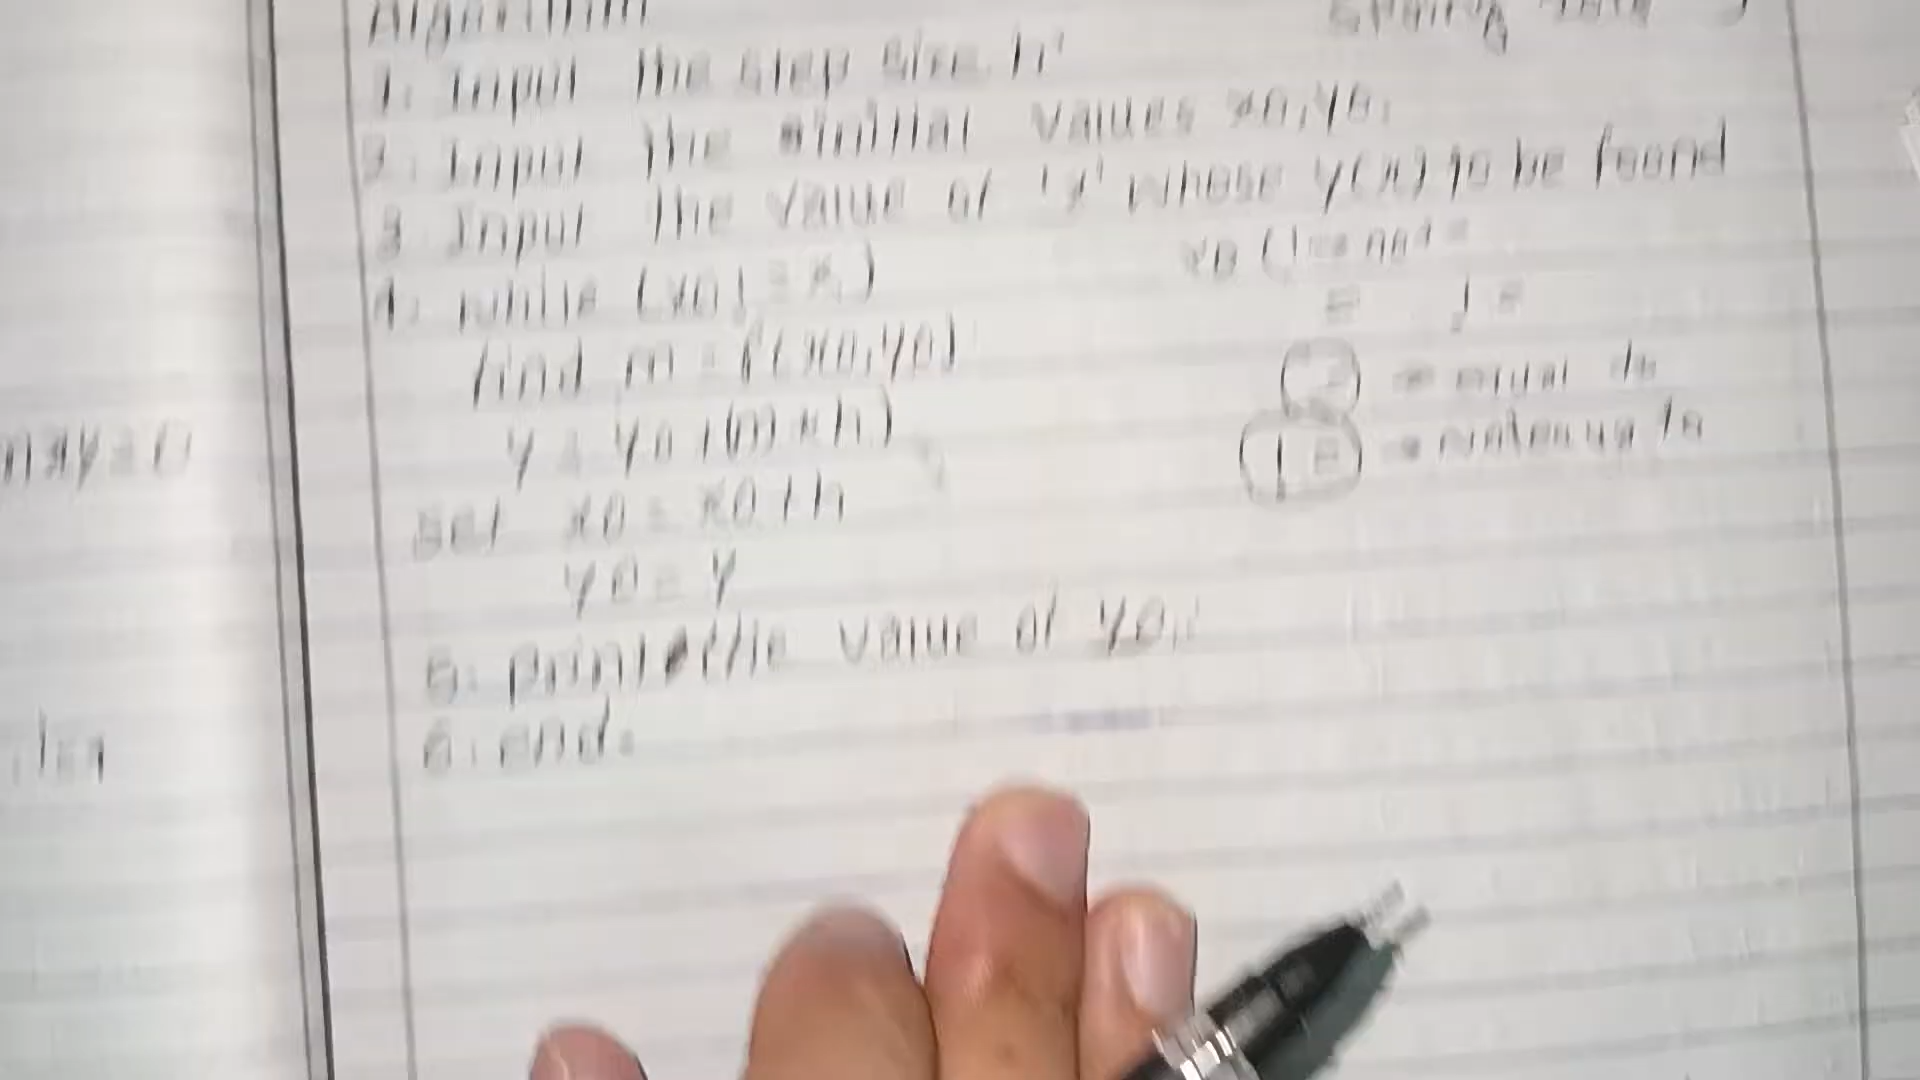 Algorithm
1. Input the step size 'h'
2. Input the initial values x0,y0.
3. Input the value of 'x' whose y(x) to be found
4. while (x0!=x)
x0 (!= not =
find m = f(x0,y0)
= !=
y = y0+(m*h)
= → equal to
!= → not equal to
set x0 = x0+h
y0 = y
5. print the value of y0.
6. end.